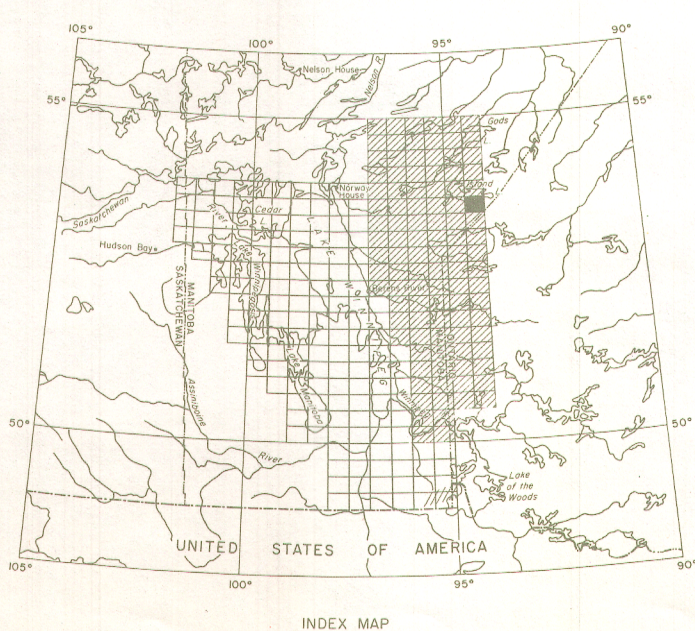 105°
100°
95°
90°
Nelson House
Nelson R
55°
55°
Gods
L
Island
L
Norway
House
Saskatchewan
River
Cedar
L
LAKE
Hudson Bay
WINNIPEG
Berens River
MANITOBA
SASKATCHEWAN
ONTARIO
MANITOBA
Lake
Manitoba
Assiniboine
River
50°
50°
Lake
of the
Woods
UNITED STATES OF AMERICA
105°
100°
95°
90°
INDEX MAP